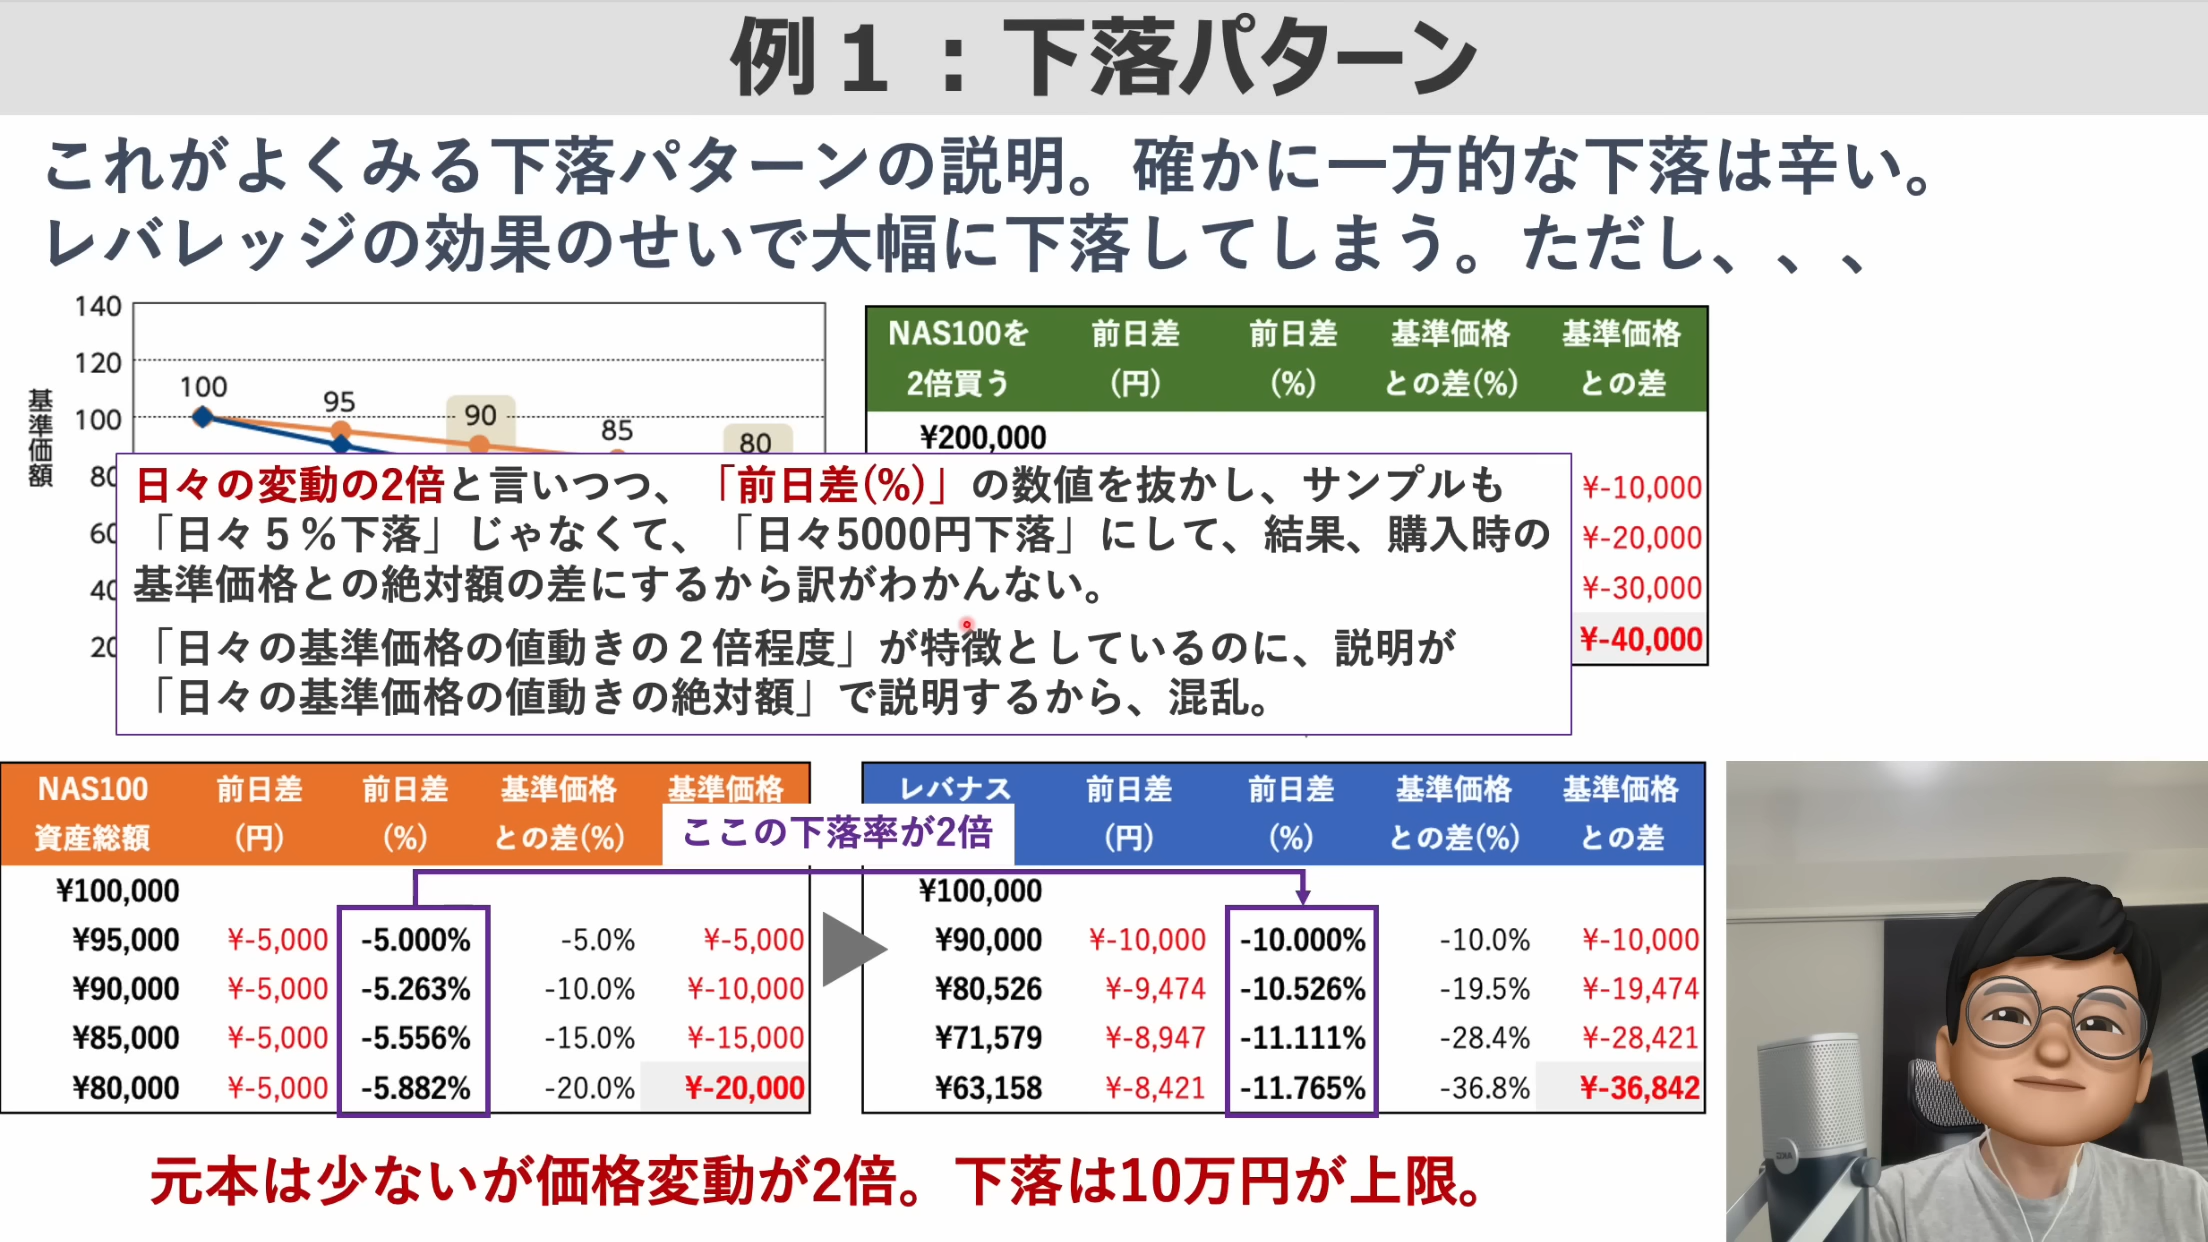 例１：下落パターン
これがよくみる下落パターンの説明。確かに一方的な下落は辛い。
レバレッジの効果のせいで大幅に下落してしまう。ただし、、、
基準価額
140
120
100
80
60
40
20
100
95
90
85
80
NAS100を 前日差 前日差 基準価格 基準価格
2倍買う (円) (%) との差(%) との差
¥200,000
¥-10,000
¥-20,000
¥-30,000
¥-40,000
日々の変動の2倍と言いつつ、「前日差(%)」の数値を抜かし、サンプルも
「日々５％下落」じゃなくて、「日々5000円下落」にして、結果、購入時の
基準価格との絶対額の差にするから訳がわかんない。
「日々の基準価格の値動きの２倍程度」が特徴としているのに、説明が
「日々の基準価格の値動きの絶対額」で説明するから、混乱。
NAS100 前日差 前日差 基準価格 基準価格
資産総額 (円) (%) との差(%)
¥100,000
¥95,000 ¥-5,000 -5.000% -5.0% ¥-5,000
¥90,000 ¥-5,000 -5.263% -10.0% ¥-10,000
¥85,000 ¥-5,000 -5.556% -15.0% ¥-15,000
¥80,000 ¥-5,000 -5.882% -20.0% ¥-20,000
ここの下落率が2倍
レバナス 前日差 前日差 基準価格 基準価格
(円) (%) との差(%) との差
¥100,000
¥90,000 ¥-10,000 -10.000% -10.0% ¥-10,000
¥80,526 ¥-9,474 -10.526% -19.5% ¥-19,474
¥71,579 ¥-8,947 -11.111% -28.4% ¥-28,421
¥63,158 ¥-8,421 -11.765% -36.8% ¥-36,842
元本は少ないが価格変動が2倍。下落は10万円が上限。